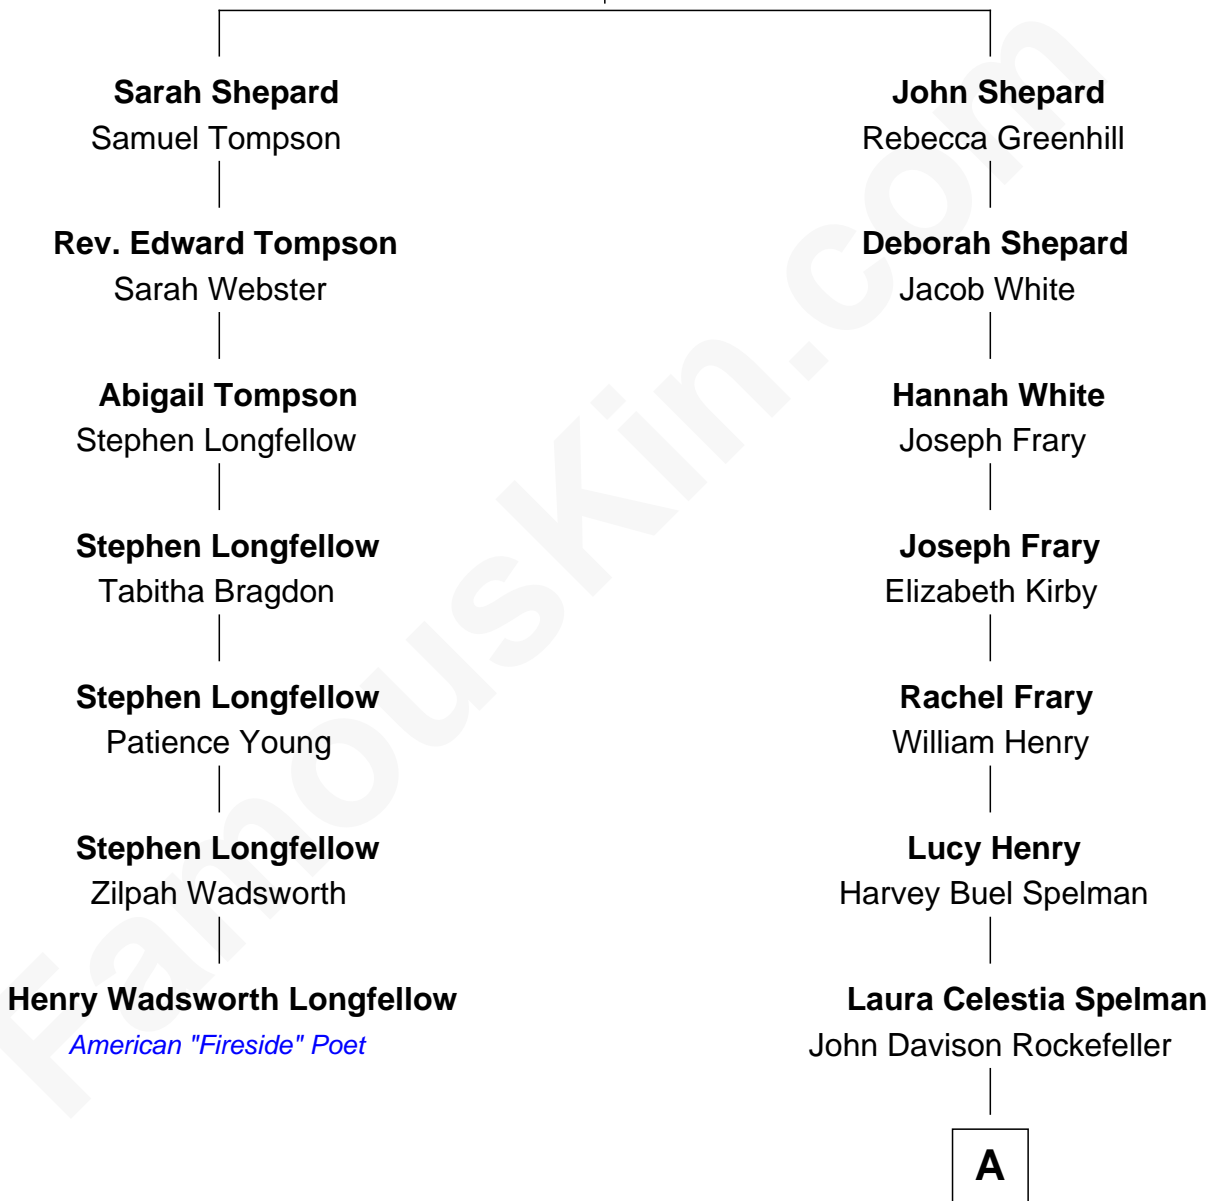 Sarah Shepard
Samuel Tompson
Rev. Edward Tompson
Sarah Webster
Abigail Tompson
Stephen Longfellow
Stephen Longfellow
Tabitha Bragdon
Stephen Longfellow
Patience Young
Stephen Longfellow
Zilpah Wadsworth
Henry Wadsworth Longfellow
American "Fireside" Poet
John Shepard
Rebecca Greenhill
Deborah Shepard
Jacob White
Hannah White
Joseph Frary
Joseph Frary
Elizabeth Kirby
Rachel Frary
William Henry
Lucy Henry
Harvey Buel Spelman
Laura Celestia Spelman
John Davison Rockefeller
A
FamousKin.com